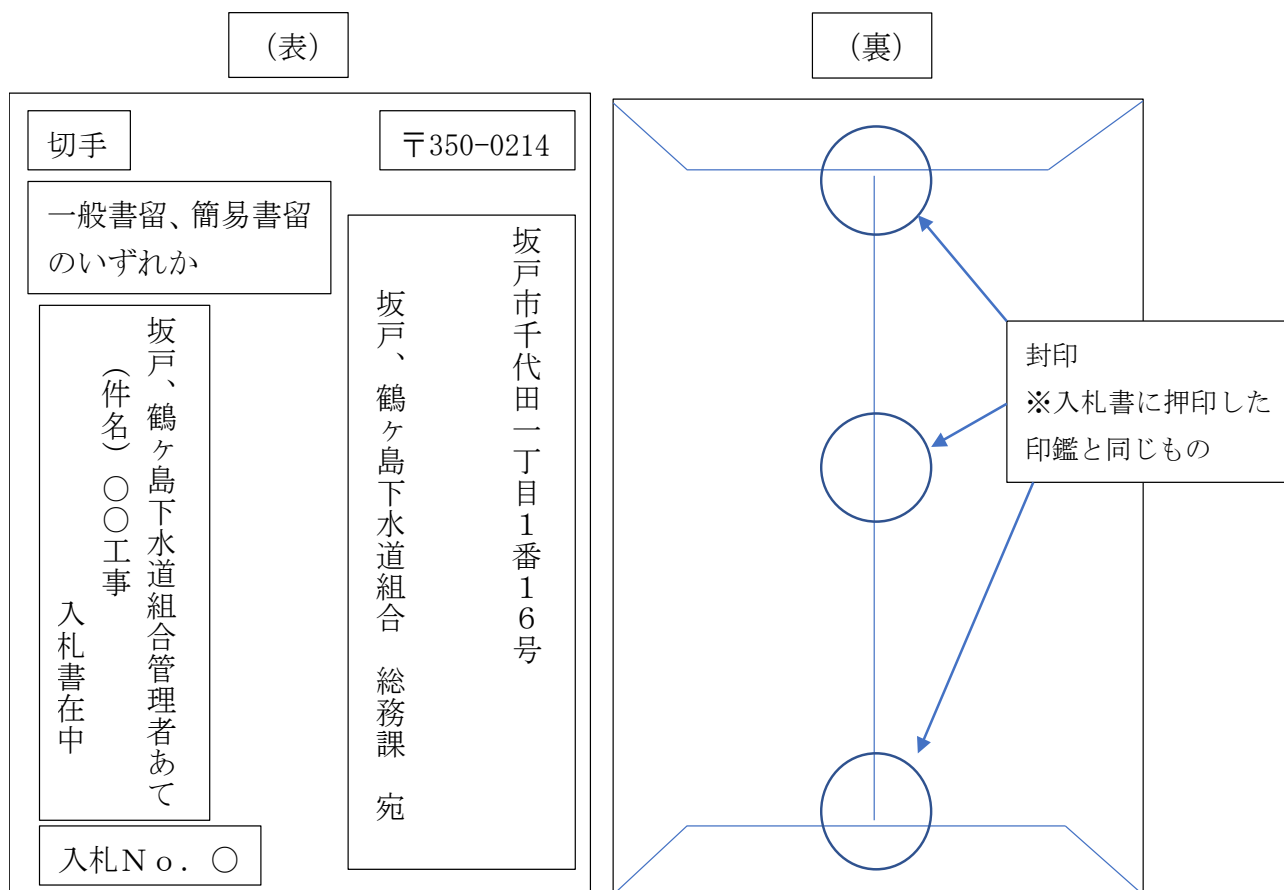 (表)
切手
〒350-0214
一般書留、簡易書留
のいずれか
坂戸市千代田一丁目1番16号
坂戸、鶴ヶ島下水道組合　総務課　宛
坂戸、鶴ヶ島下水道組合管理者あて
(件名)○○工事
入札書在中
入札No. ○
(裏)
封印
※入札書に押印した
印鑑と同じもの